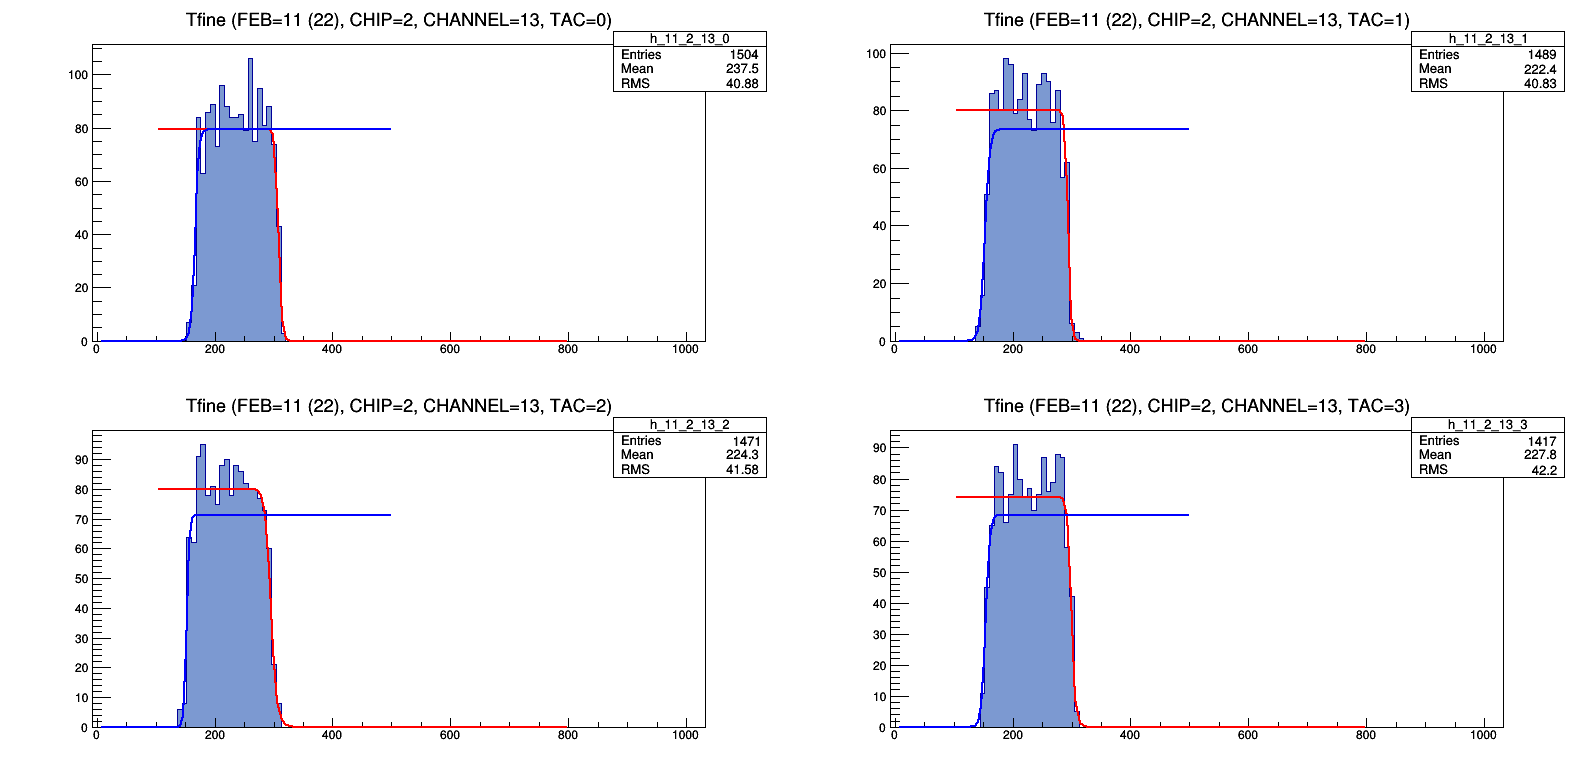 Tfine (FEB=11 (22), CHIP=2, CHANNEL=13, TAC=0)
h_11_2_13_0
Entries 1504
Mean 237.5
RMS 40.88
100
80
60
40
20
0
0 200 400 600 800 1000
Tfine (FEB=11 (22), CHIP=2, CHANNEL=13, TAC=1)
h_11_2_13_1
Entries 1489
Mean 222.4
RMS 40.83
100
80
60
40
20
0
0 200 400 600 800 1000
Tfine (FEB=11 (22), CHIP=2, CHANNEL=13, TAC=2)
h_11_2_13_2
Entries 1471
Mean 224.3
RMS 41.58
90
80
70
60
50
40
30
20
10
0
0 200 400 600 800 1000
Tfine (FEB=11 (22), CHIP=2, CHANNEL=13, TAC=3)
h_11_2_13_3
Entries 1417
Mean 227.8
RMS 42.2
90
80
70
60
50
40
30
20
10
0
0 200 400 600 800 1000